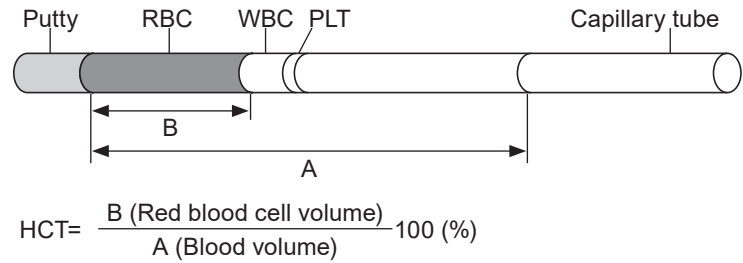 Putty RBC WBC PLT Capillary tube
B
A
HCT= B (Red blood cell volume)
A (Blood volume) 100 (%)